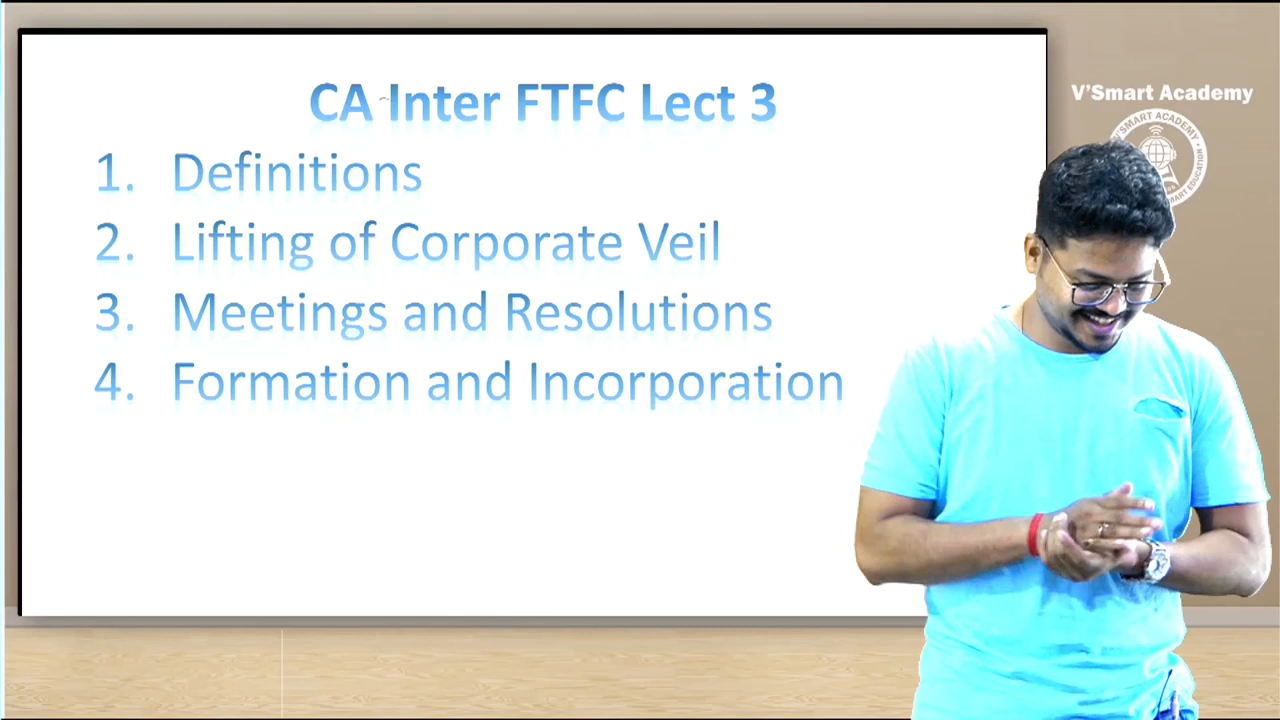 CA Inter FTFC Lect 3
1. Definitions
2. Lifting of Corporate Veil
3. Meetings and Resolutions
4. Formation and Incorporation
V'Smart Academy